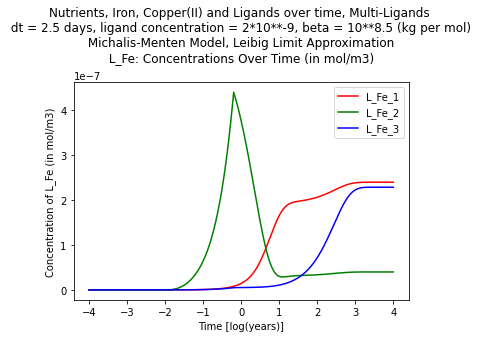 Nutrients, Iron, Copper(II) and Ligands over time, Multi-Ligands
dt = 2.5 days, ligand concentration = 2*10**-9, beta = 10**8.5 (kg per mol)
Michalis-Menten Model, Leibig Limit Approximation
L_Fe: Concentrations Over Time (in mol/m3)
1e−7
L_Fe_1
L_Fe_2
L_Fe_3
Concentration of L_Fe (in mol/m3)
4
3
2
1
0
−4 −3 −2 −1 0 1 2 3 4
Time [log(years)]